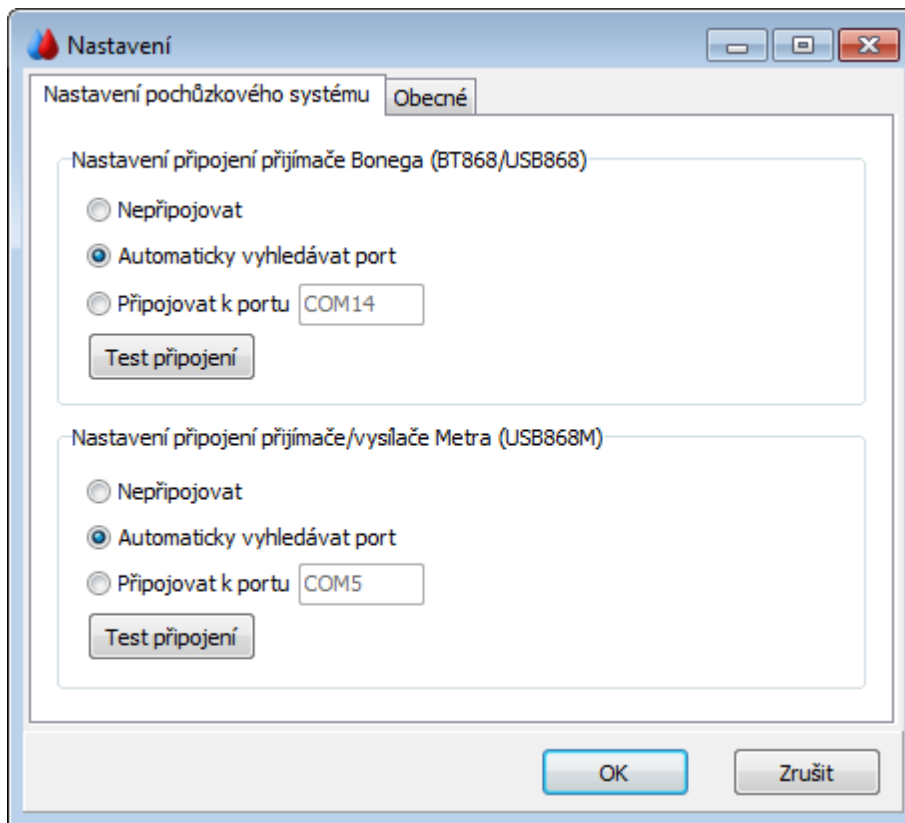 Nastavení
Nastavení pochůzkového systému
Obecné
Nastavení připojení přijímače Bonega (BT868/USB868)
Nepřipojovat
Automaticky vyhledávat port
Připojovat k portu COM14
Test připojení
Nastavení připojení přijímače/vysílače Metra (USB868M)
Nepřipojovat
Automaticky vyhledávat port
Připojovat k portu COM5
Test připojení
OK
Zrušit